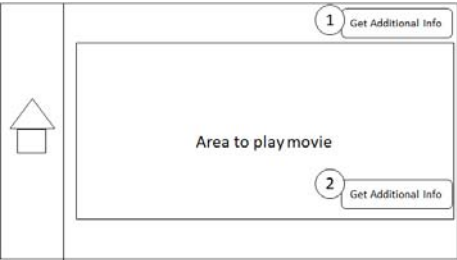 1
Get Additional Info
Area to play movie
2
Get Additional Info